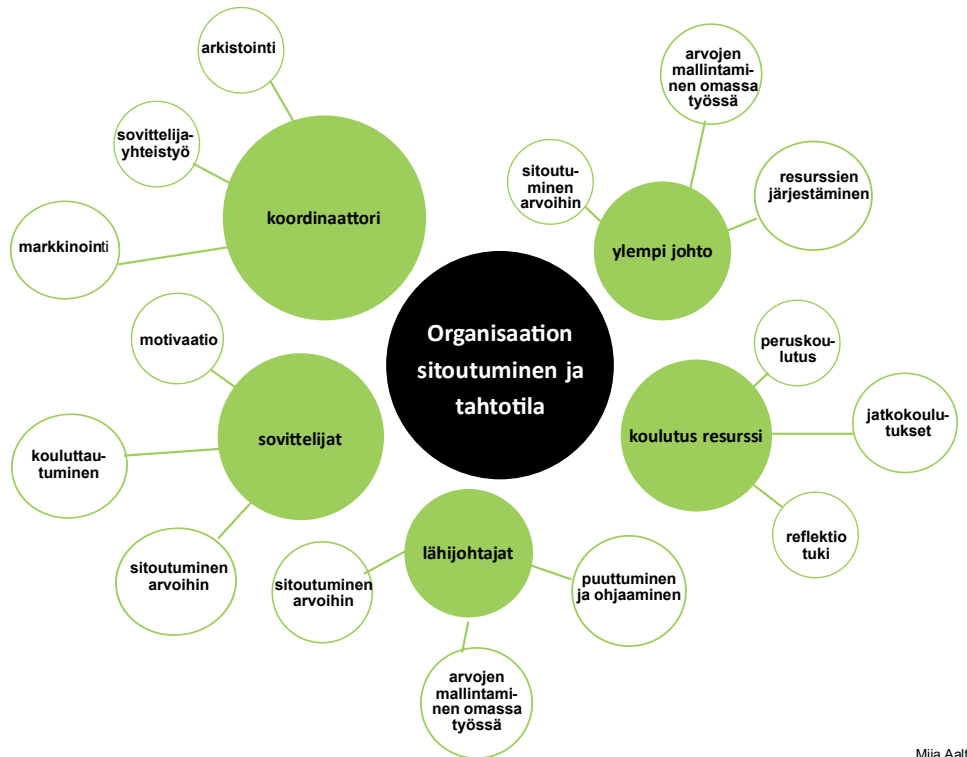 arkistointi
sovittelija-
yhteistyö
markkinointi
koordinaattori
arvojen
mallintami-
nen omassa
työssä
sitoutu-
minen
arvoihin
resurssien
järjestäminen
ylempi johto
Organisaation
sitoutuminen ja
tahtotila
motivaatio
kouluttau-
tuminen
sitoutuminen
arvoihin
sovittelijat
peruskou-
lutus
jatkokoulu-
tukset
reflektio
tuki
koulutus resurssi
lähijohtajat
sitoutuminen
arvoihin
puuttuminen
ja ohjaaminen
arvojen
mallintami-
nen omassa
työssä
Miia Aalt